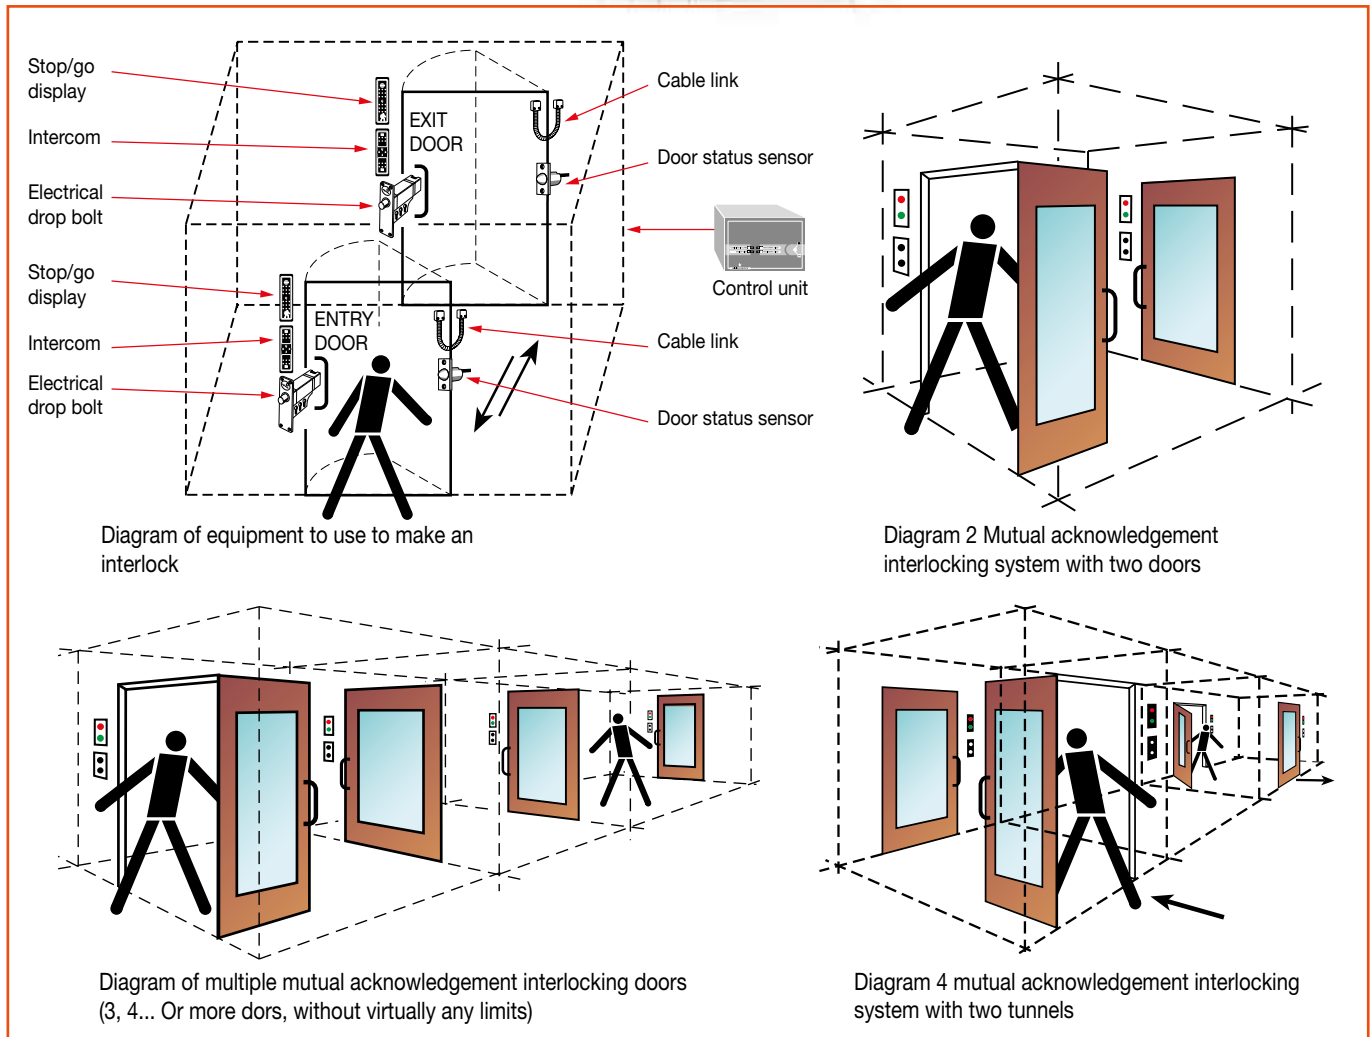 Stop/go
display
Intercom
Electrical
drop bolt
Stop/go
display
Intercom
Electrical
drop bolt
EXIT
DOOR
ENTRY
DOOR
Cable link
Door status sensor
Control unit
Cable link
Door status sensor
Diagram of equipment to use to make an
interlock
Diagram 2 Mutual acknowledgement
interlocking system with two doors
Diagram of multiple mutual acknowledgement interlocking doors
(3, 4... Or more dors, without virtually any limits)
Diagram 4 mutual acknowledgement interlocking
system with two tunnels